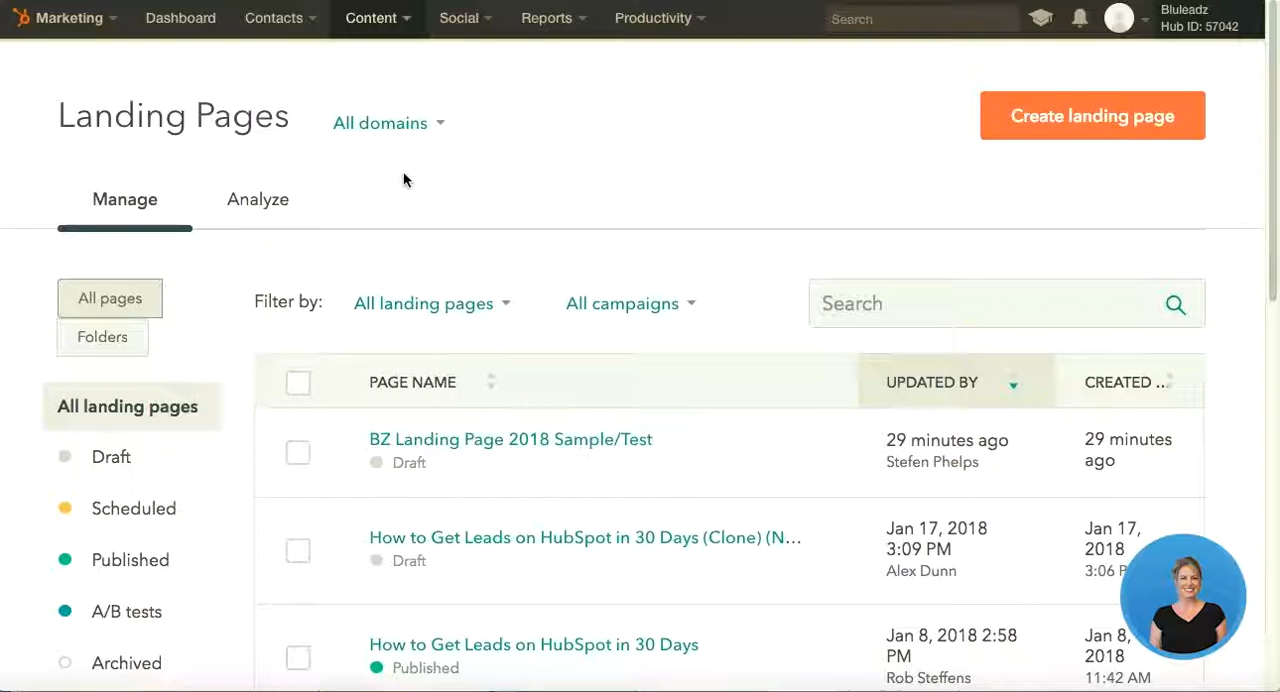 Marketing Dashboard Contacts Content Social Reports Productivity Search Bluleadz
Hub ID: 57042
Landing Pages All domains Create landing page
Manage Analyze
All pages
Folders
Filter by: All landing pages All campaigns Search
PAGE NAME UPDATED BY CREATED ...
All landing pages
Draft
Scheduled
Published
A/B tests
Archived
BZ Landing Page 2018 Sample/Test 29 minutes ago 29 minutes
Draft Stefen Phelps ago
How to Get Leads on HubSpot in 30 Days (Clone) (N... Jan 17, 2018 Jan 17,
Draft 3:09 PM 2018
Alex Dunn 3:06
How to Get Leads on HubSpot in 30 Days Jan 8, 2018 2:58 Jan 8,
Published PM 2018
Rob Steffens 11:42 AM